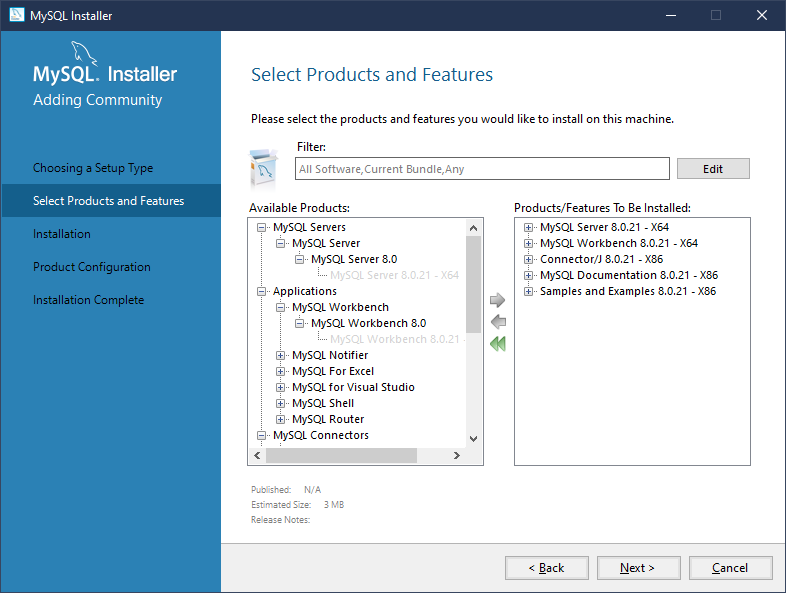 MySQL Installer
MySQL. Installer
Adding Community
Choosing a Setup Type
Select Products and Features
Installation
Product Configuration
Installation Complete
Select Products and Features
Please select the products and features you would like to install on this machine.
Filter:
All Software,Current Bundle,Any
Edit
Available Products:
MySQL Servers
MySQL Server
MySQL Server 8.0
MySQL Server 8.0.21 - X64
Applications
MySQL Workbench
MySQL Workbench 8.0
MySQL Workbench 8.0.21 -
MySQL Notifier
MySQL For Excel
MySQL for Visual Studio
MySQL Shell
MySQL Router
MySQL Connectors
Products/Features To Be Installed:
MySQL Server 8.0.21 - X64
MySQL Workbench 8.0.21 - X64
Connector/J 8.0.21 - X86
MySQL Documentation 8.0.21 - X86
Samples and Examples 8.0.21 - X86
Published: N/A
Estimated Size: 3 MB
Release Notes:
< Back
Next >
Cancel